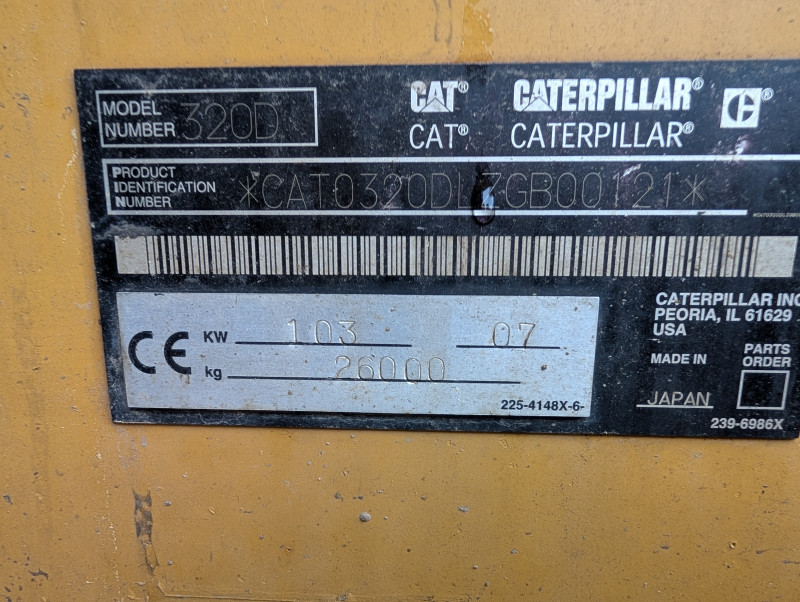 MODEL NUMBER 320D
CAT® CATERPILLAR® ®
CAT® CATERPILLAR®
PRODUCT IDENTIFICATION NUMBER *CAT0320DLZGB00121*
CE KW 103 07
kg 26000
225-4148X-6-
CATERPILLAR INC
PEORIA, IL 61629
USA
MADE IN JAPAN
PARTS ORDER
239-6986X